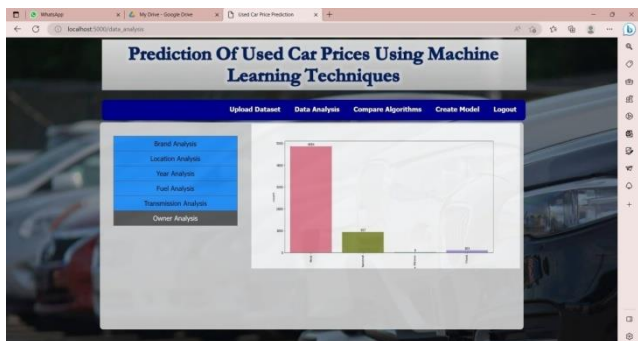 WhatsApp
My Drive - Google Drive
Used Car Price Prediction
localhost:5000/data_analysis
Prediction Of Used Car Prices Using Machine
Learning Techniques
Upload Dataset Data Analysis Compare Algorithms Create Model Logout
Brand Analysis
Location Analysis
Year Analysis
Fuel Analysis
Transmission Analysis
Owner Analysis